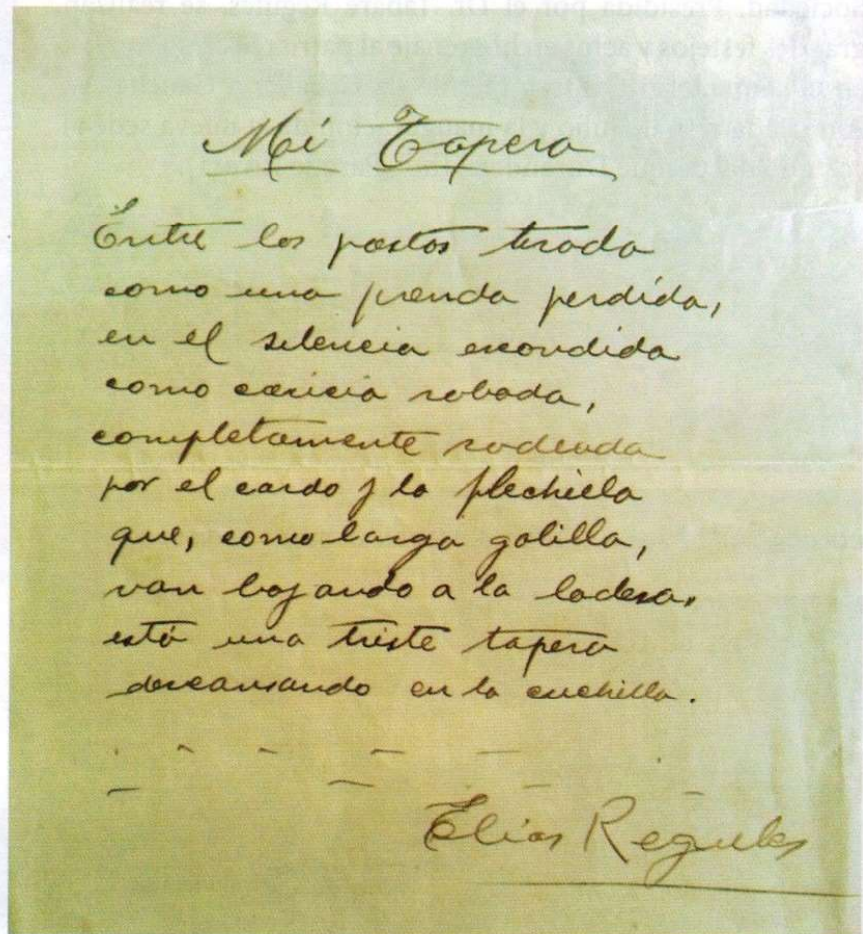 Mi Tapera
Entre los pastos tirada
como una prenda perdida,
en el silencio escondida
como caricia robada,
completamente rodeada
por el cardo y la flechilla
que, como larga golilla,
van bajando a la ladera,
está una triste tapera
descansando en la cuchilla.
Elías Regules